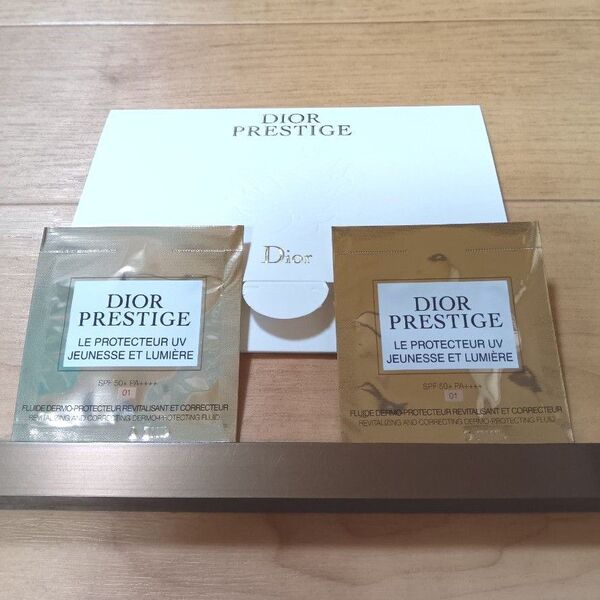 DIOR
PRESTIGE
Dior
DIOR
PRESTIGE
LE PROTECTEUR UV
JEUNESSE ET LUMIÈRE
SPF 50+ PA++++
01
FLUIDE DERMO-PROTECTEUR REVITALISANT ET CORRECTEUR
REVITALIZING AND CORRECTING DERMO-PROTECTING FLUID
DIOR
PRESTIGE
LE PROTECTEUR UV
JEUNESSE ET LUMIÈRE
SPF 50+ PA++++
01
FLUIDE DERMO-PROTECTEUR REVITALISANT ET CORRECTEUR
REVITALIZING AND CORRECTING DERMO-PROTECTING FLUID